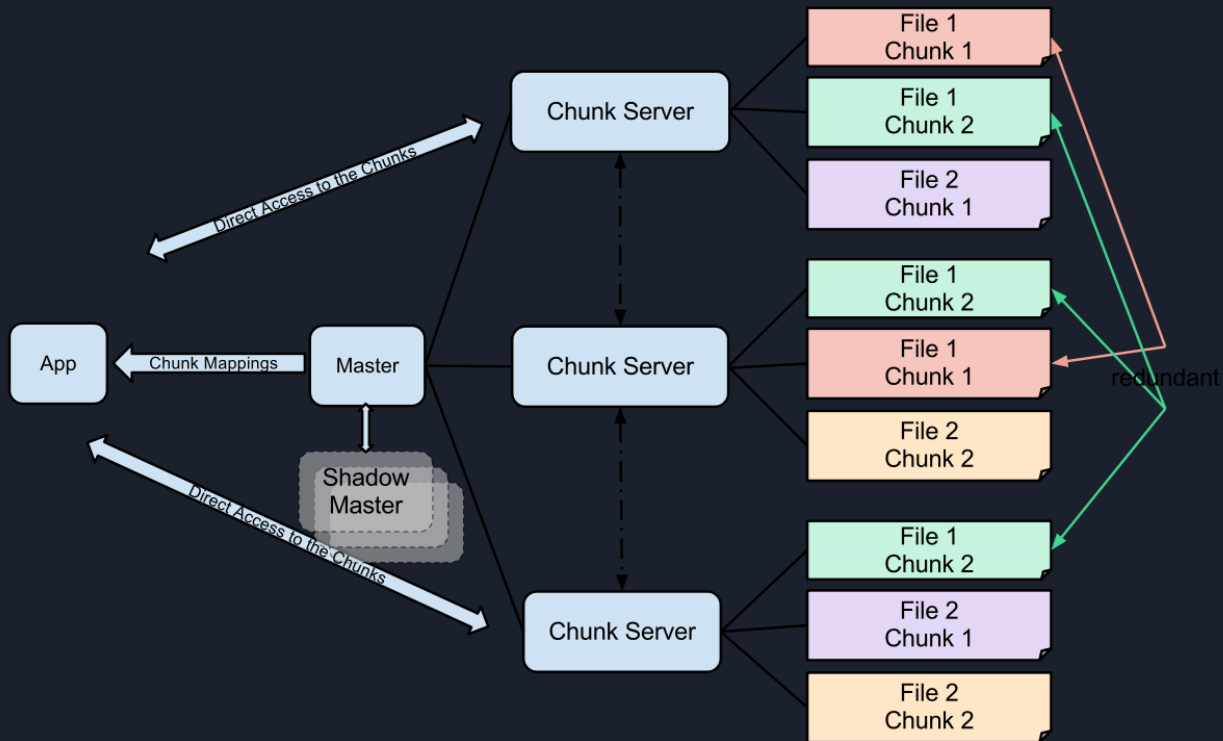 File 1
Chunk 1
Chunk Server
File 1
Chunk 2
Direct Access to the Chunks
File 2
Chunk 1
File 1
Chunk 2
App
Chunk Mappings
Master
Chunk Server
File 1
Chunk 1
redundant
File 2
Chunk 2
Shadow
Master
Direct Access to the Chunks
File 1
Chunk 2
Chunk Server
File 2
Chunk 1
File 2
Chunk 2